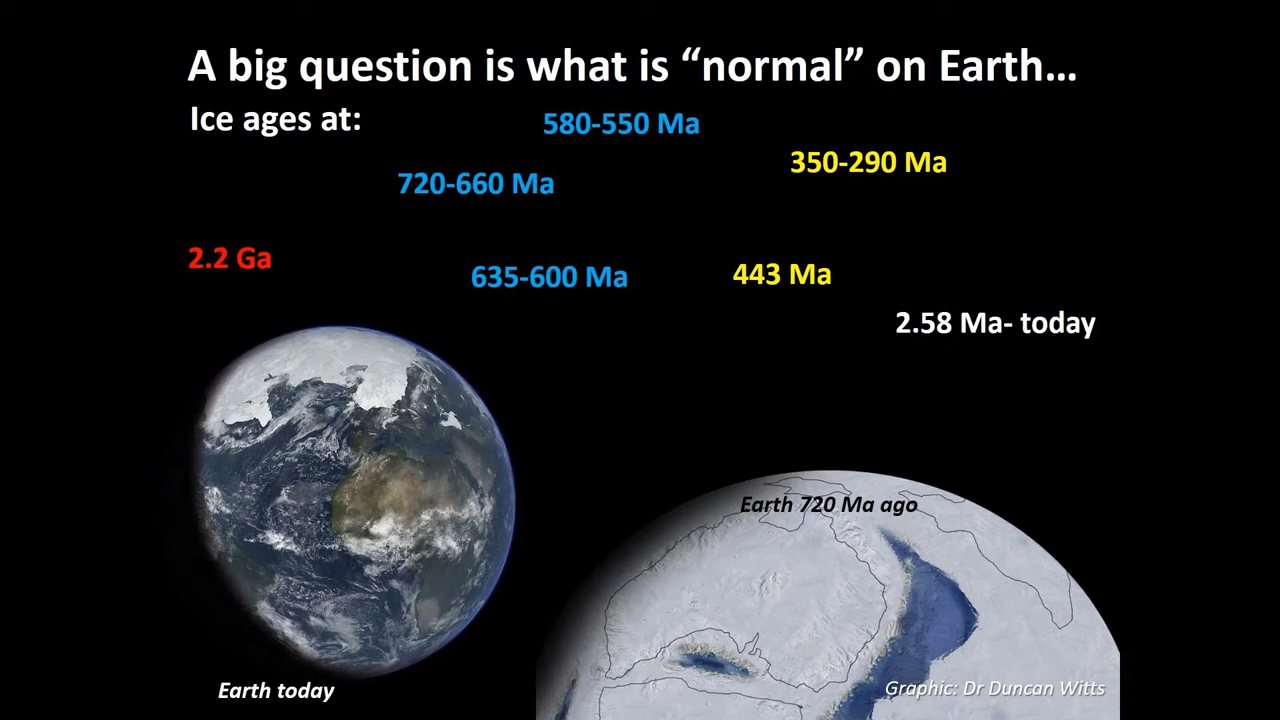 A big question is what is “normal” on Earth…
Ice ages at:
580-550 Ma
350-290 Ma
720-660 Ma
2.2 Ga
635-600 Ma
443 Ma
2.58 Ma- today
Earth 720 Ma ago
Earth today
Graphic: Dr Duncan Witts